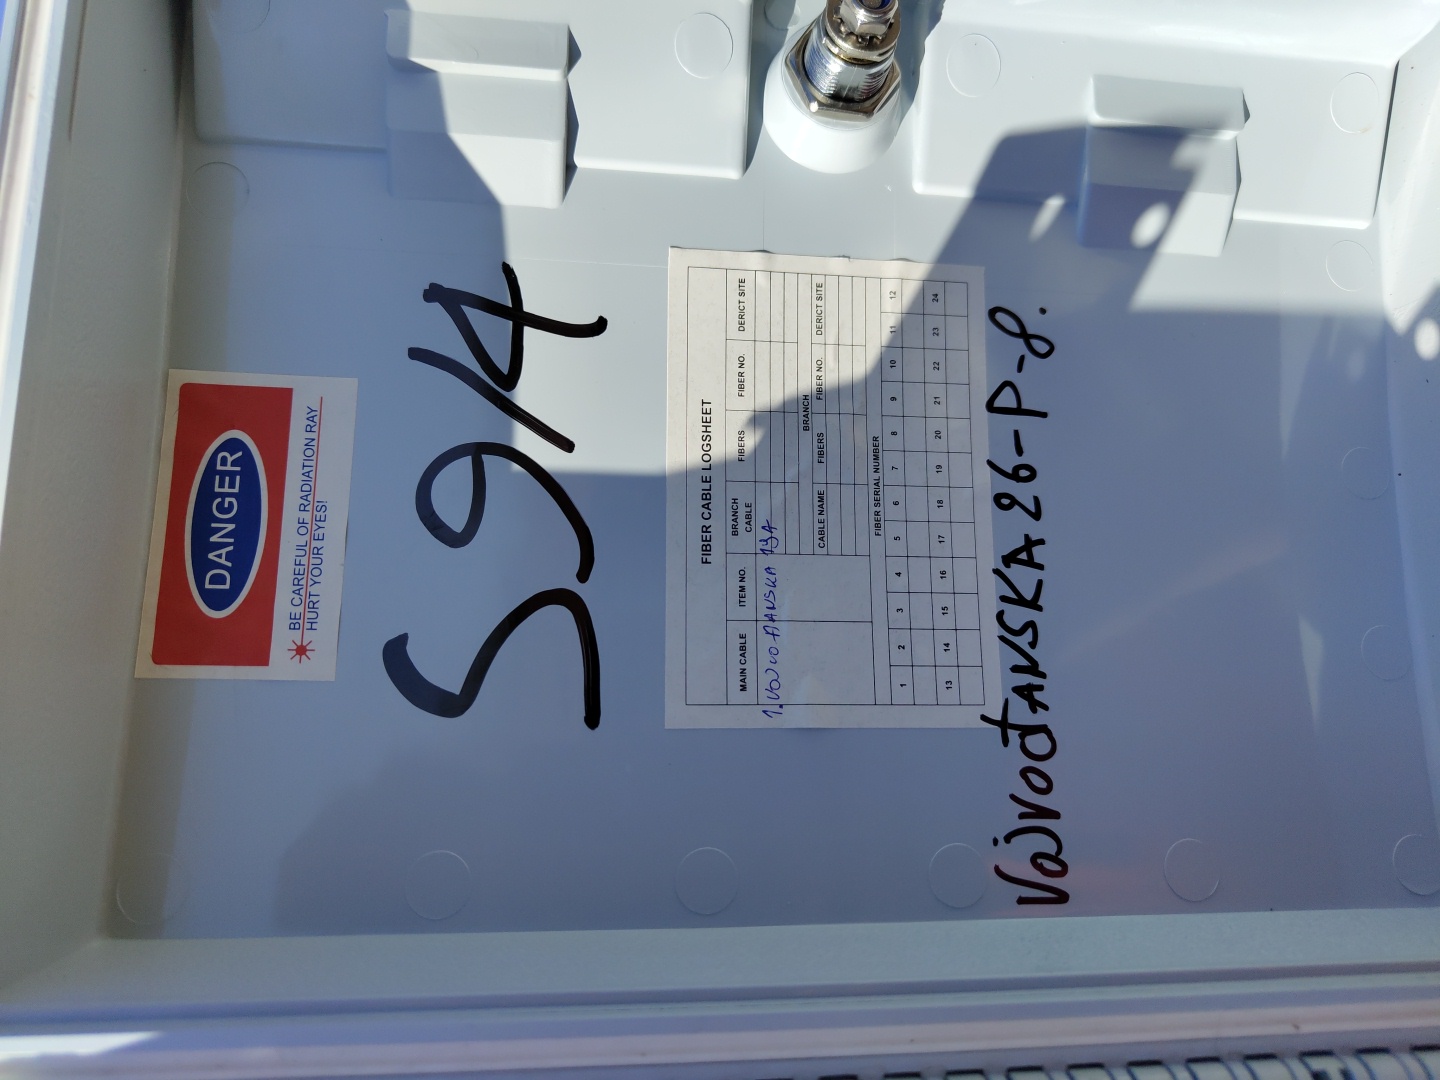 DANGER
BE CAREFUL OF RADIATION RAY
HURT YOUR EYES!
S9/4
FIBER CABLE LOGSHEET
MAIN CABLE ITEM NO. BRANCH CABLE FIBERS FIBER NO. DERICT SITE
1. VOJVOĐANSKA
BRANCH
CABLE NAME FIBERS FIBER NO. DERICT SITE
FIBER SERIAL NUMBER
1 2 3 4 5 6 7 8 9 10 11 12
13 14 15 16 17 18 19 20 21 22 23 24
VOJVOĐANSKA 26-P-8.